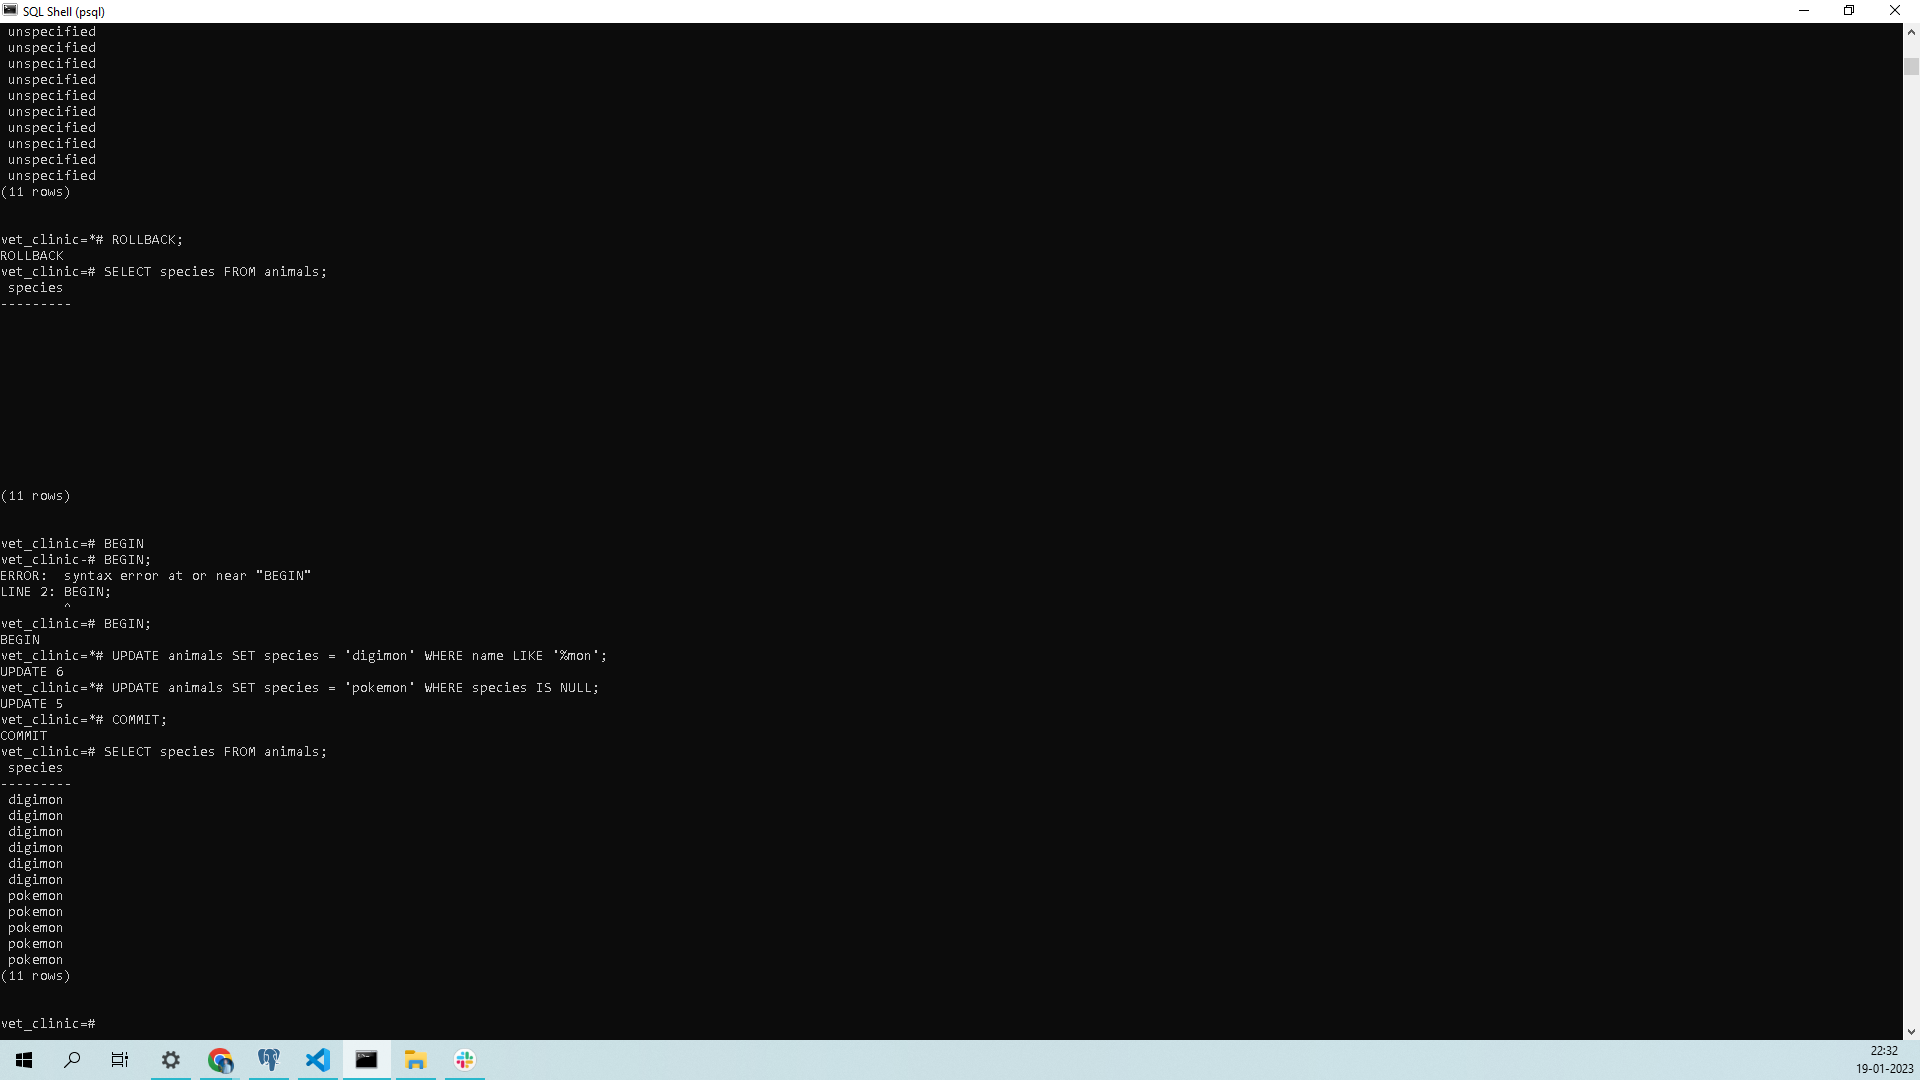 SQL Shell (psql)
 unspecified
 unspecified
 unspecified
 unspecified
 unspecified
 unspecified
 unspecified
 unspecified
 unspecified
 unspecified
(11 rows)
vet_clinic=*# ROLLBACK;
ROLLBACK
vet_clinic=# SELECT species FROM animals;
 species
---------
(11 rows)
vet_clinic=# BEGIN
vet_clinic-# BEGIN;
ERROR:  syntax error at or near "BEGIN"
LINE 2: BEGIN;
        ^
vet_clinic=# BEGIN;
BEGIN
vet_clinic=*# UPDATE animals SET species = 'digimon' WHERE name LIKE '%mon';
UPDATE 6
vet_clinic=*# UPDATE animals SET species = 'pokemon' WHERE species IS NULL;
UPDATE 5
vet_clinic=*# COMMIT;
COMMIT
vet_clinic=# SELECT species FROM animals;
 species
---------
 digimon
 digimon
 digimon
 digimon
 digimon
 digimon
 pokemon
 pokemon
 pokemon
 pokemon
 pokemon
(11 rows)
vet_clinic=#
22:32
19-01-2023